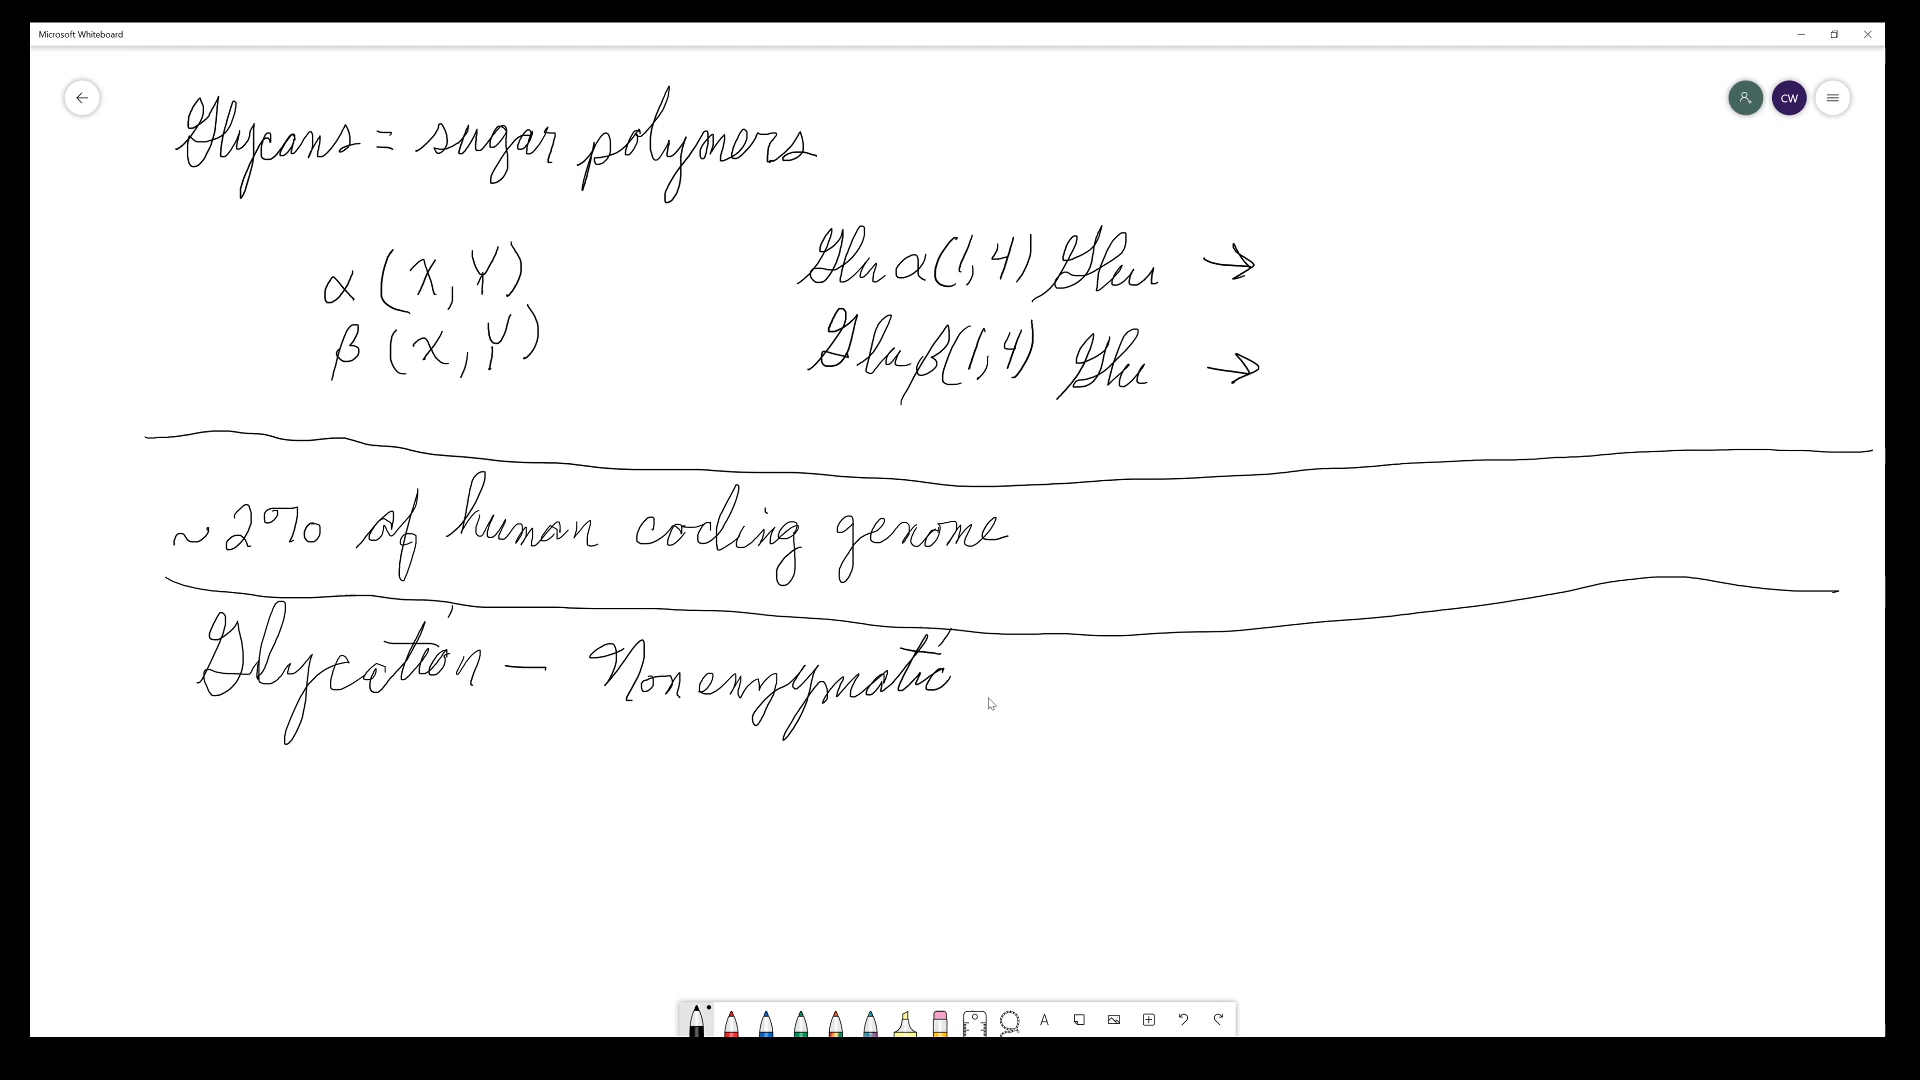 Microsoft Whiteboard
CW
Glycans = sugar polymers
α (X, Y)
β (X, Y)
Glu α(1,4) Glu →
Glu β(1,4) Glu →
~2% of human coding genome
Glycation — Nonenzymatic
A